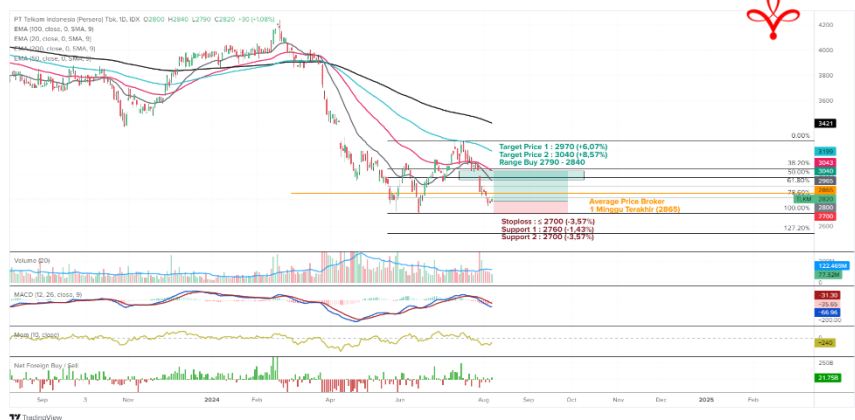 PT Telkom Indonesia (Persero) Tbk, 1D, IDX O2800 H2840 L2790 C2820 +30 (+1,08%)
EMA (100, close, 0, SMA, 9)
EMA (20, close, 0, SMA, 9)
EMA (200, close, 0, SMA, 9)
EMA (50, close, 0, SMA, 9)
4200
4000
3800
3600
3421
0.00%
3199
Target Price 1 : 2970 (+6,07%)
Target Price 2 : 3040 (+8,57%)
Range Buy 2790 - 2840
38.20%
3043
50.00%
3040
61.80%
2965
78.60%
2865
TLKM
2820
Average Price Broker
1 Minggu Terakhir (2865)
100.00%
2800
2700
Stoploss : ≤ 2700 (-3,57%)
Support 1 : 2760 (-1,43%)
Support 2 : 2700 (-3,57%)
127.20%
2600
Volume (20)
122.469M
77.32M
0
MACD (12, 26, close, 9)
-31.30
-35.65
-66.96
-200.00
Mom (10, close)
0
-240
Net Foreign Buy / Sell
250B
21.75B
Sep
Nov
2024
Feb
Apr
Jun
Aug
Sep
Oct
Nov
Dec
2025
Feb
TradingView